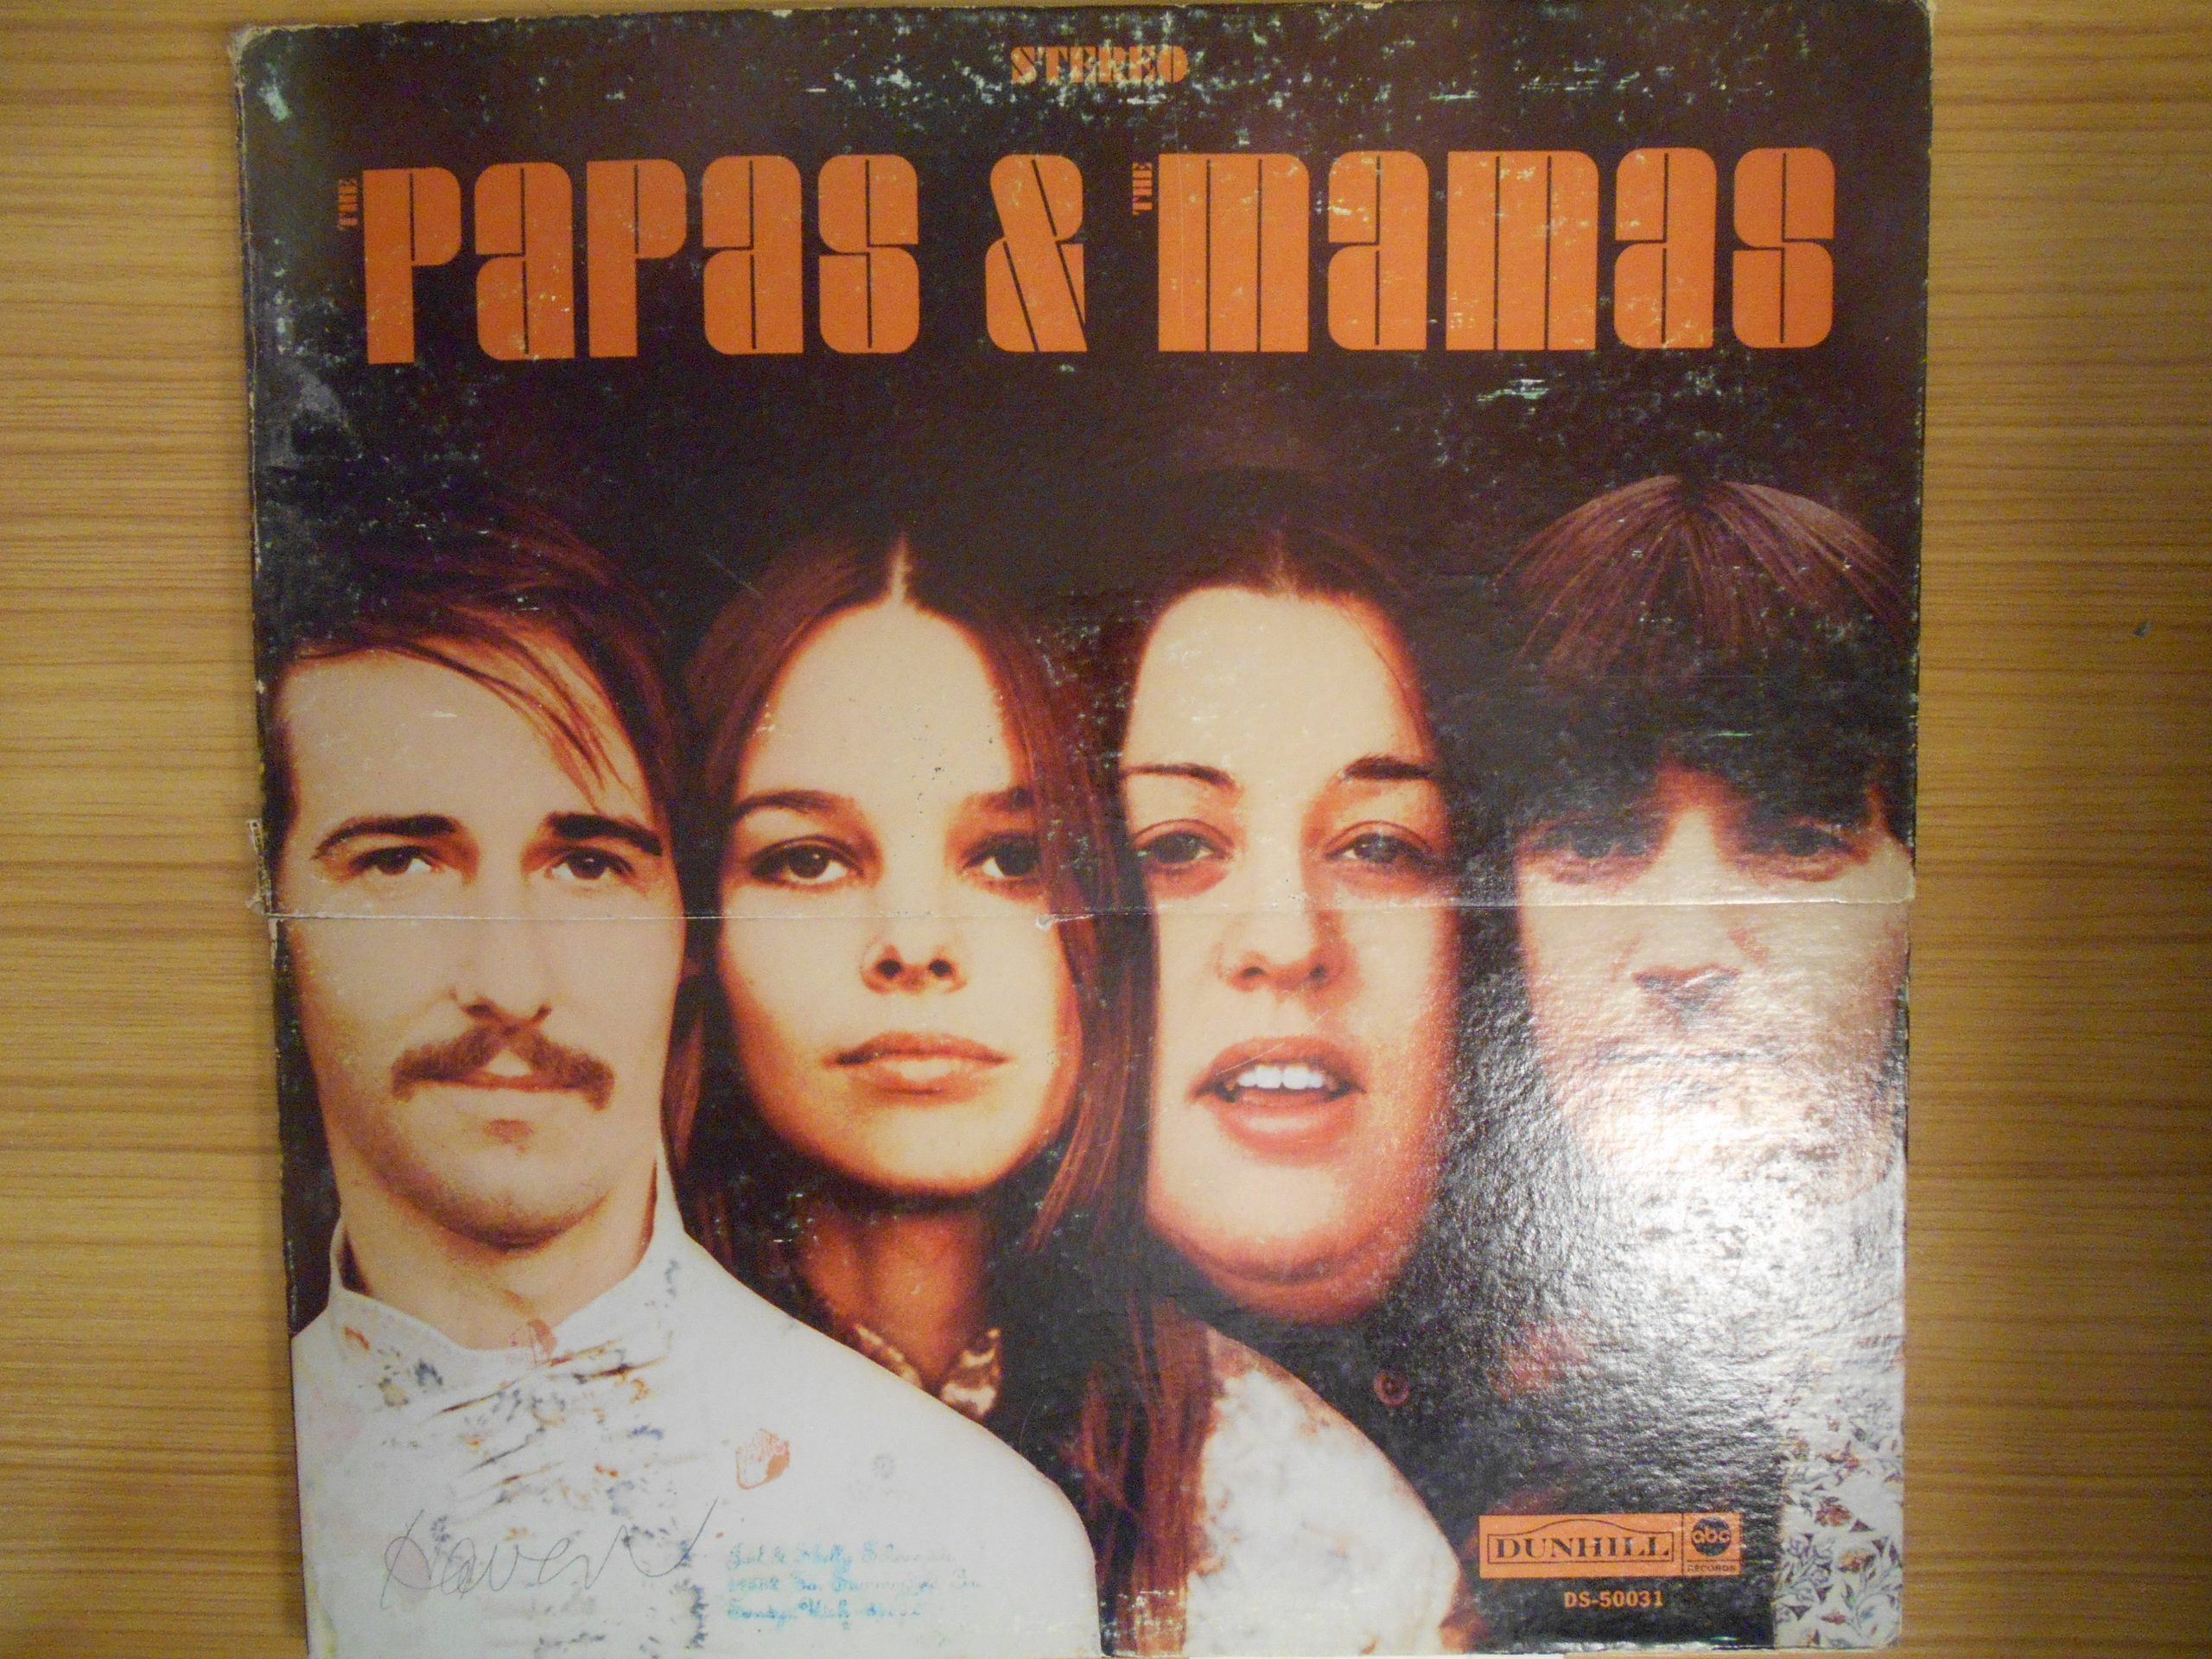 STEREO
THE PAPAS & THE MAMAS
DUNHILL abc RECORDS
DS-50031